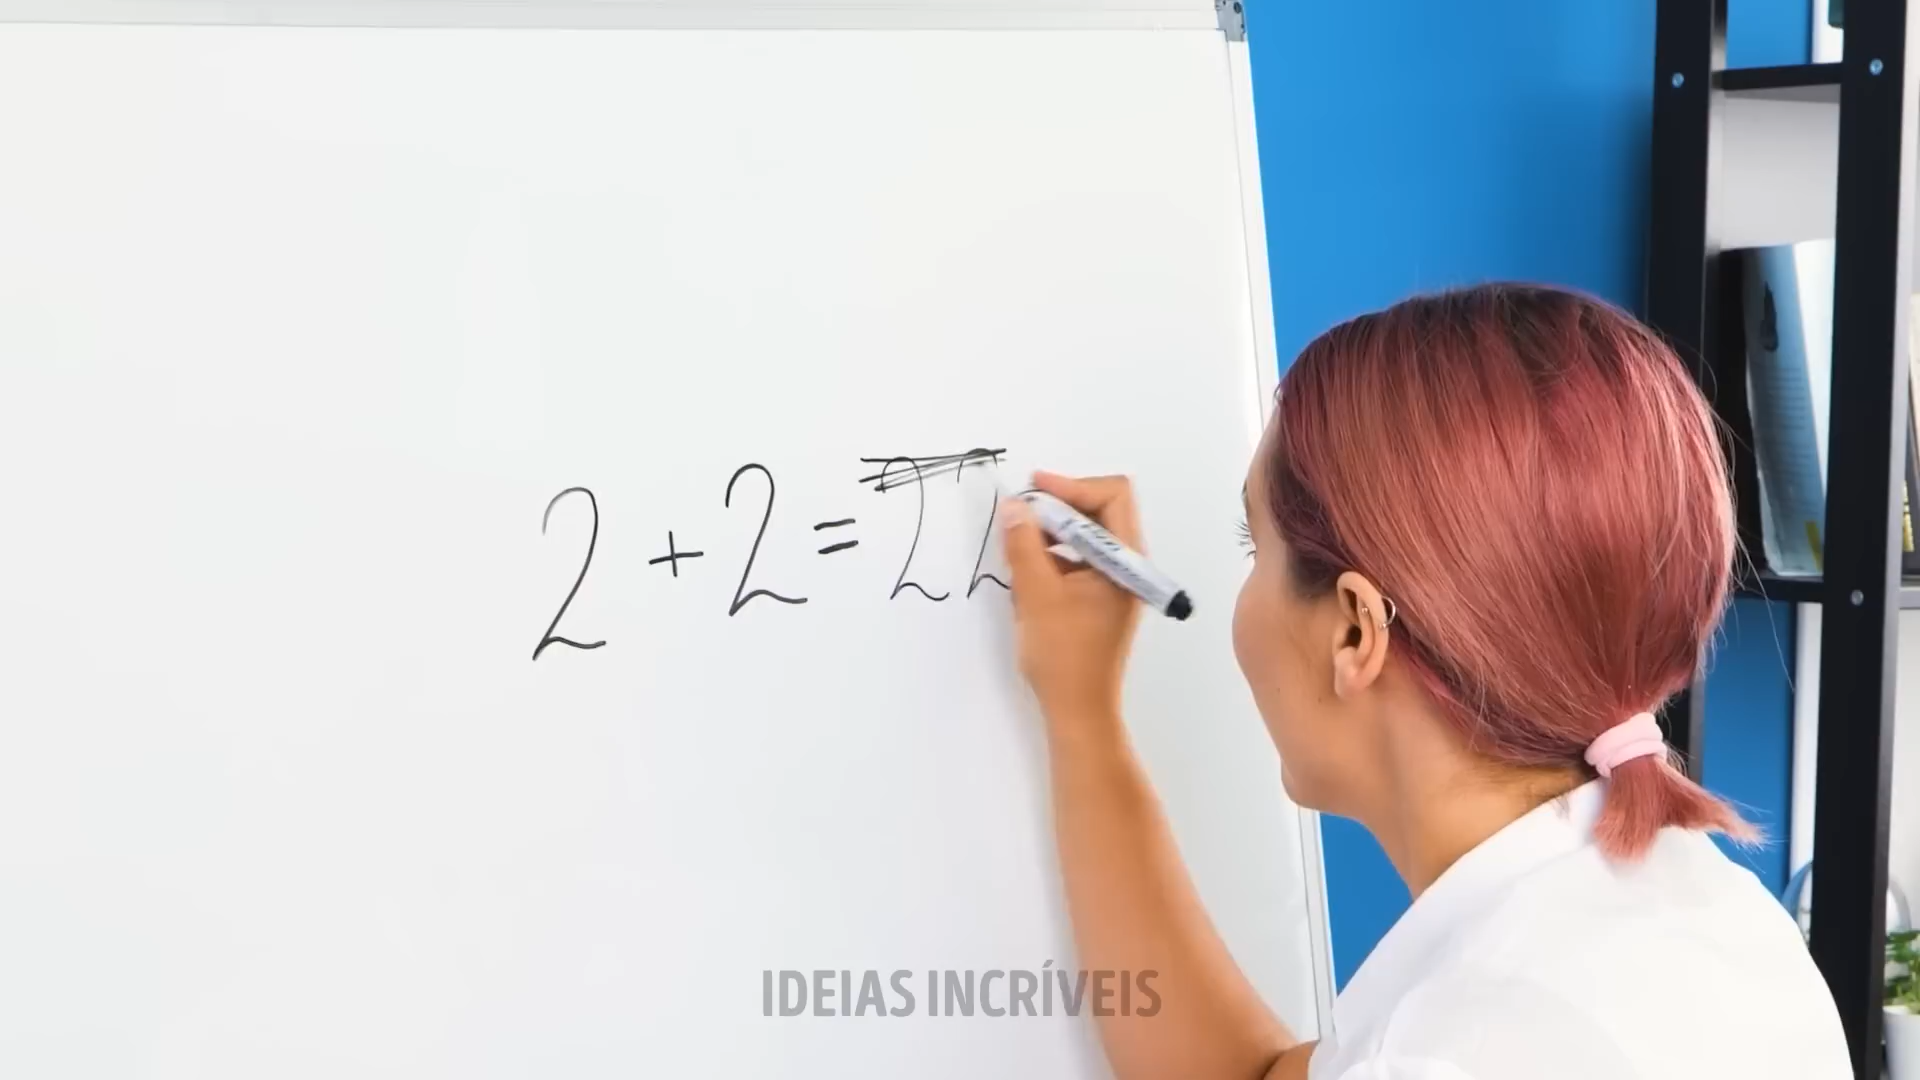 2 + 2 = 22
IDEIAS INCRÍVEIS